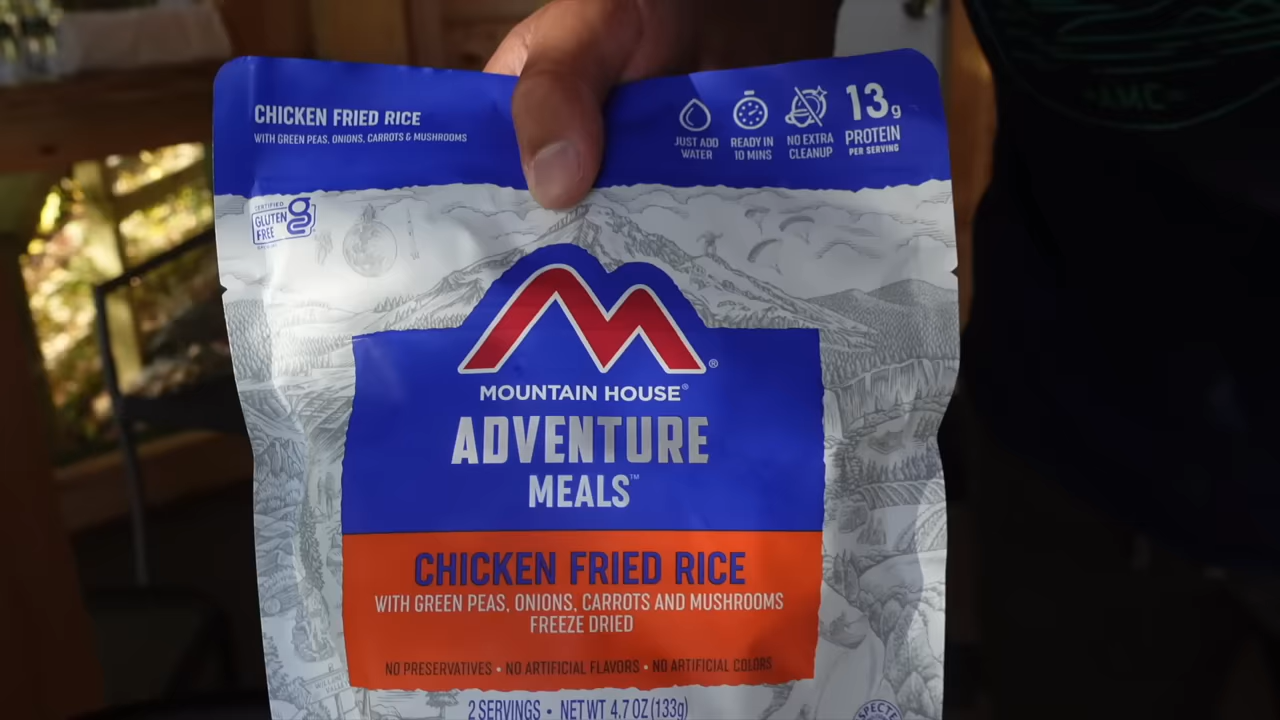 CHICKEN FRIED RICE
WITH GREEN PEAS, ONIONS, CARROTS & MUSHROOMS
JUST ADD
WATER
READY IN
10 MINS
NO EXTRA
CLEANUP
13g
PROTEIN
PER SERVING
CERTIFIED
GLUTEN
FREE
MOUNTAIN HOUSE®
ADVENTURE
MEALS™
CHICKEN FRIED RICE
WITH GREEN PEAS, ONIONS, CARROTS AND MUSHROOMS
FREEZE DRIED
NO PRESERVATIVES • NO ARTIFICIAL FLAVORS • NO ARTIFICIAL COLORS
2 SERVINGS • NET WT 4.7 OZ (133g)